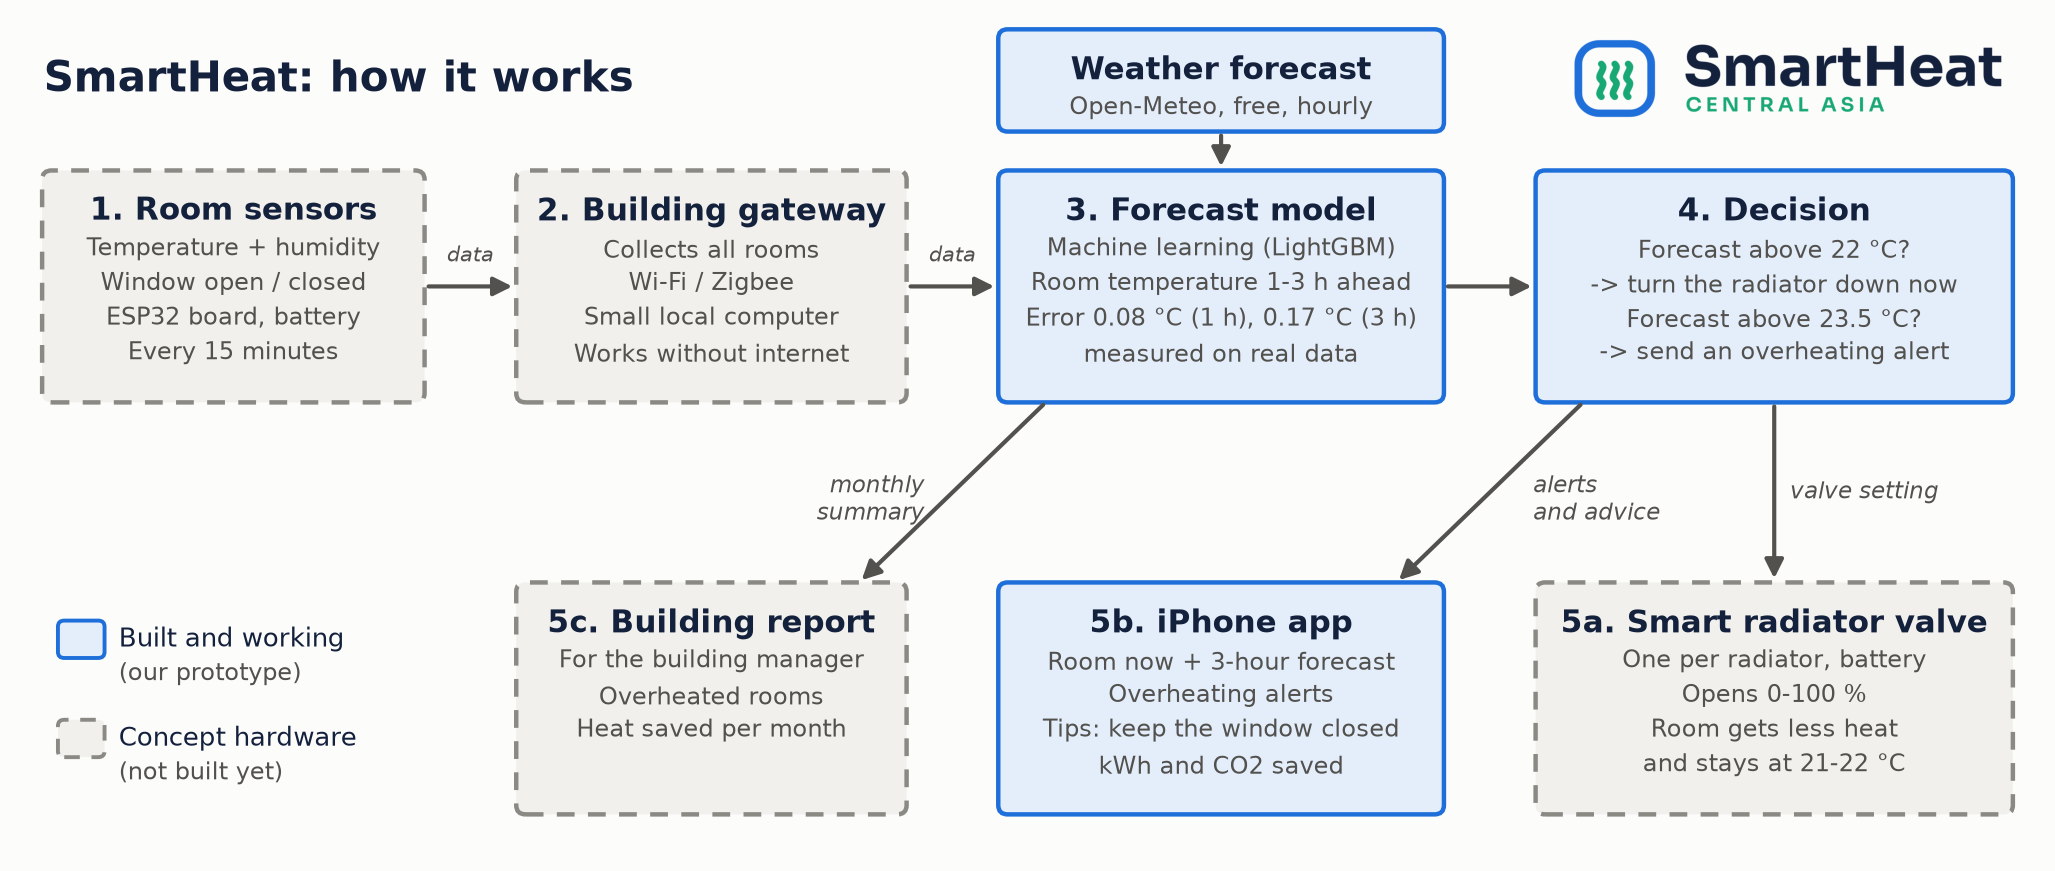 SmartHeat: how it works
Weather forecast
Open-Meteo, free, hourly
SmartHeat
CENTRAL ASIA
1. Room sensors
Temperature + humidity
Window open / closed
ESP32 board, battery
Every 15 minutes
data
2. Building gateway
Collects all rooms
Wi-Fi / Zigbee
Small local computer
Works without internet
data
3. Forecast model
Machine learning (LightGBM)
Room temperature 1-3 h ahead
Error 0.08 °C (1 h), 0.17 °C (3 h)
measured on real data
4. Decision
Forecast above 22 °C?
-> turn the radiator down now
Forecast above 23.5 °C?
-> send an overheating alert
monthly
summary
alerts
and advice
valve setting
Built and working
(our prototype)
Concept hardware
(not built yet)
5c. Building report
For the building manager
Overheated rooms
Heat saved per month
5b. iPhone app
Room now + 3-hour forecast
Overheating alerts
Tips: keep the window closed
kWh and CO2 saved
5a. Smart radiator valve
One per radiator, battery
Opens 0-100 %
Room gets less heat
and stays at 21-22 °C